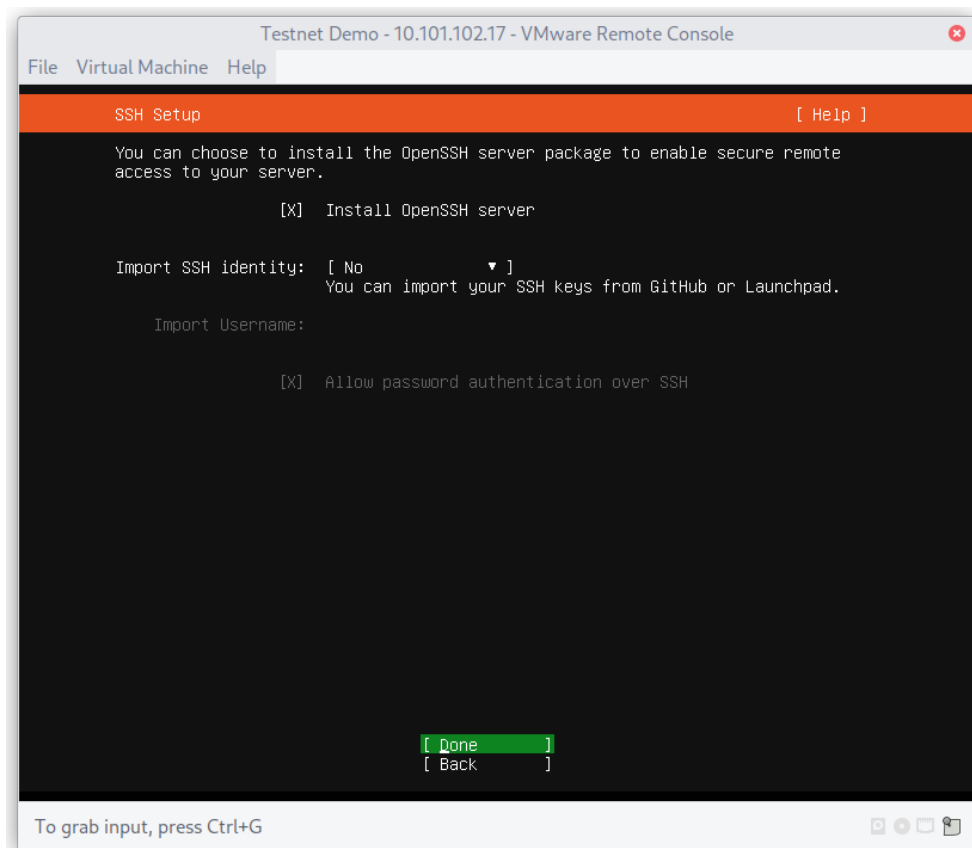 Testnet Demo - 10.101.102.17 - VMware Remote Console
File Virtual Machine Help
SSH Setup [ Help ]
You can choose to install the OpenSSH server package to enable secure remote
access to your server.
[X] Install OpenSSH server
Import SSH identity: [ No ▾ ]
You can import your SSH keys from GitHub or Launchpad.
Import Username:
[X] Allow password authentication over SSH
[ Done ]
[ Back ]
To grab input, press Ctrl+G